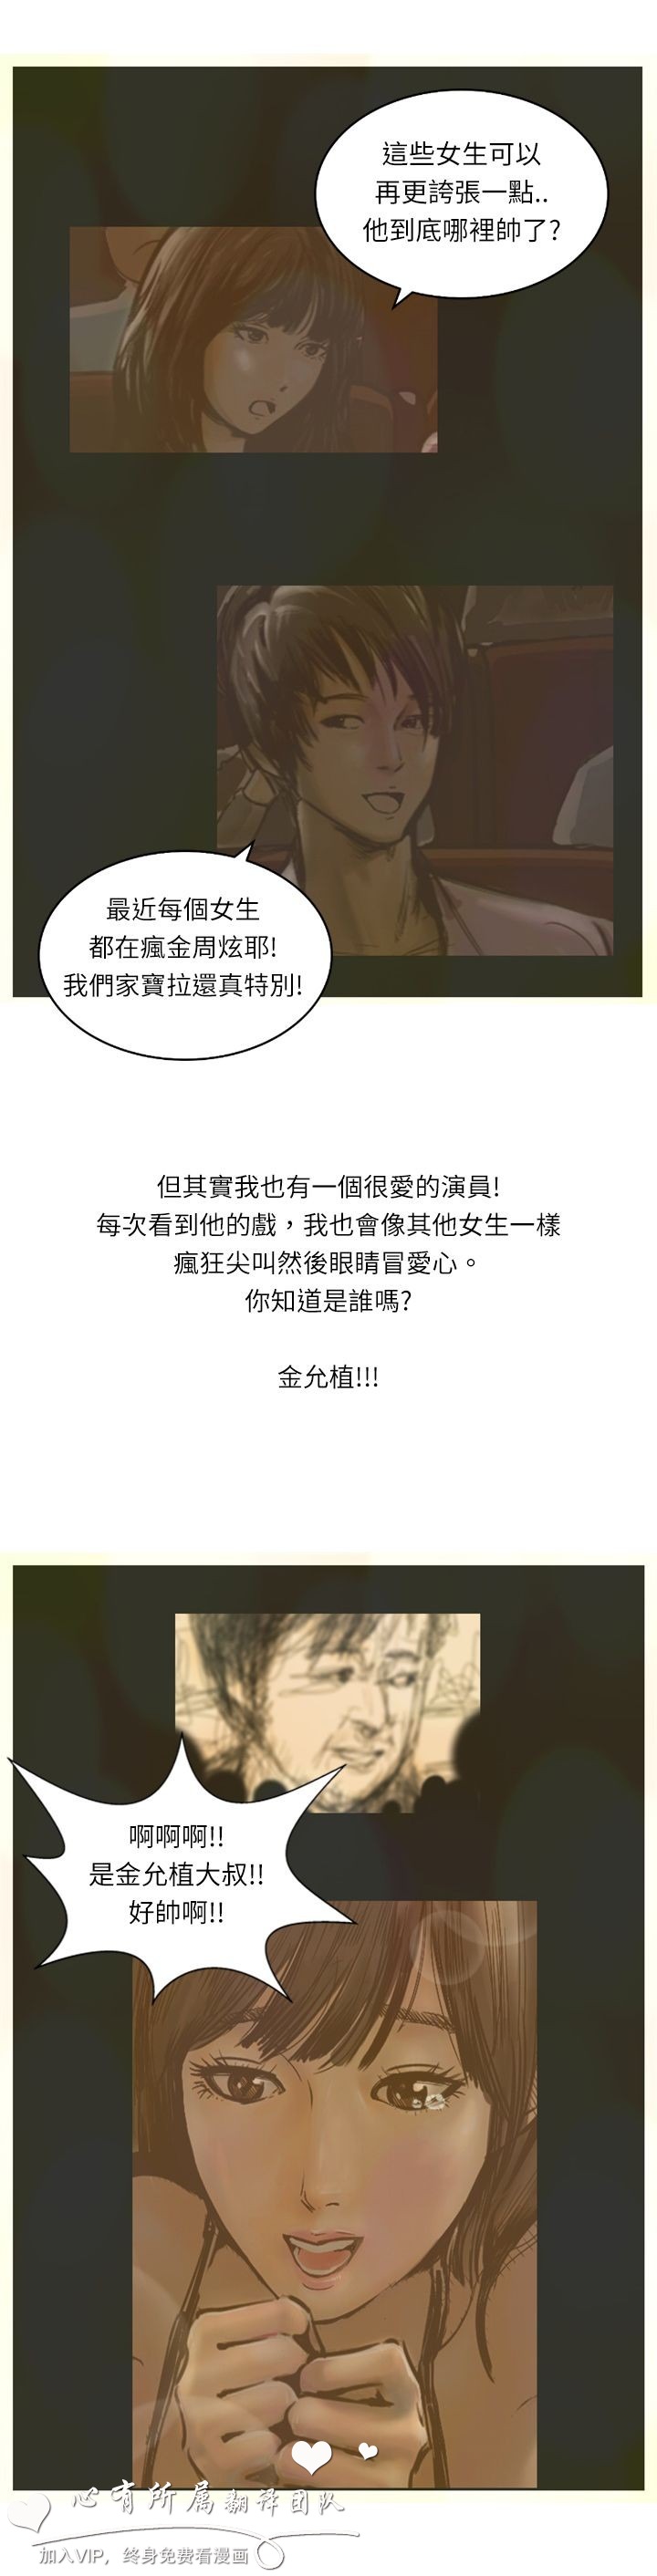 這些女生可以
再更誇張一點..
他到底哪裡帥了?
最近每個女生
都在瘋金周炫耶!
我們家寶拉還真特別!
但其實我也有一個很愛的演員!
每次看到他的戲，我也會像其他女生一樣
瘋狂尖叫然後眼睛冒愛心。
你知道是誰嗎?
金允植!!!
啊啊啊!!
是金允植大叔!!
好帥啊!!
心有所属翻译团队
加入VIP，终身免费看漫画